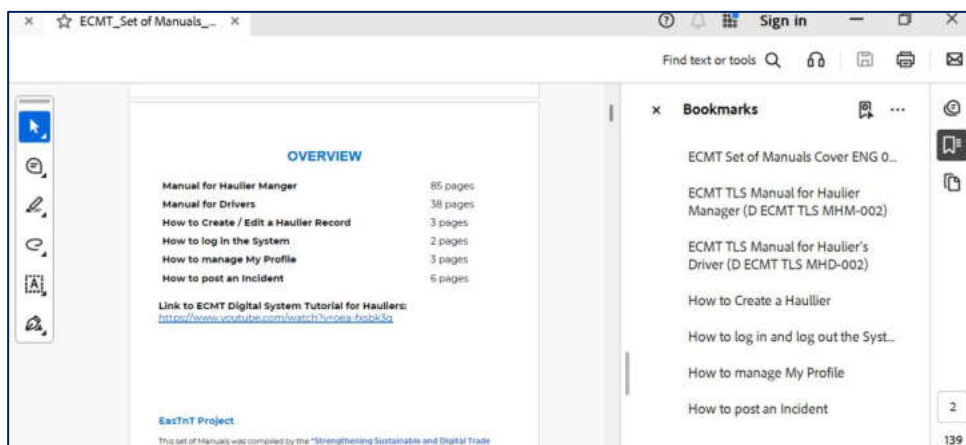 ECMT_Set of Manuals_...
Sign in
Find text or tools
OVERVIEW
Manual for Haulier Manger 85 pages
Manual for Drivers 38 pages
How to Create / Edit a Haulier Record 3 pages
How to log in the System 2 pages
How to manage My Profile 3 pages
How to post an Incident 6 pages
Link to ECMT Digital System Tutorial for Hauliers:
EasTnT Project
This set of Manuals was compiled by the "Strengthening Sustainable and Digital Trade
Bookmarks
ECMT Set of Manuals Cover ENG 0...
ECMT TLS Manual for Haulier
Manager (D ECMT TLS MHM-002)
ECMT TLS Manual for Haulier's
Driver (D ECMT TLS MHD-002)
How to Create a Haullier
How to log in and log out the Syst...
How to manage My Profile
How to post an Incident
2
139